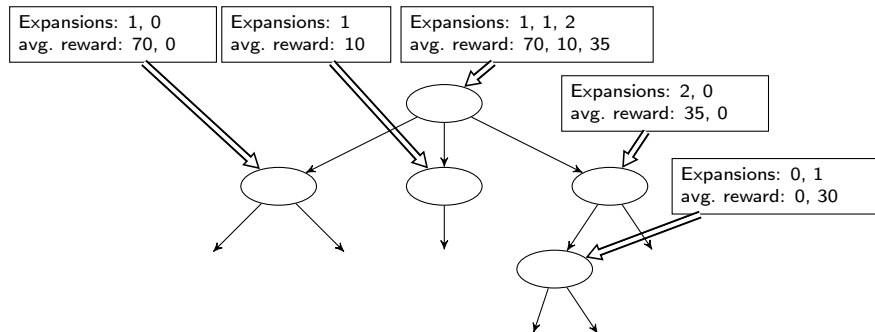 Expansions: 1, 0
avg. reward: 70, 0
Expansions: 1
avg. reward: 10
Expansions: 1, 1, 2
avg. reward: 70, 10, 35
Expansions: 2, 0
avg. reward: 35, 0
Expansions: 0, 1
avg. reward: 0, 30